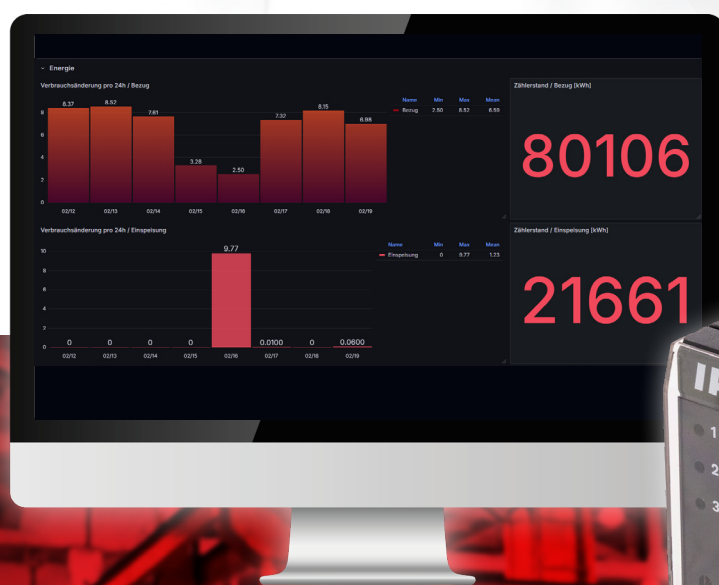 Energie
Verbrauchsänderung pro 24h / Bezug
8.37 8.52 7.61 3.28 2.50 7.32 8.15 6.98
8
6
4
2
0
02/12 02/13 02/14 02/15 02/16 02/17 02/18 02/19
Name Min Max Mean
Bezug 2.50 8.52 6.59
Zählerstand / Bezug [kWh]
80106
Verbrauchsänderung pro 24h / Einspeisung
10
8
6
4
2
0
0 0 0 0 9.77 0.0100 0 0.0600
02/12 02/13 02/14 02/15 02/16 02/17 02/18 02/19
Name Min Max Mean
Einspeisung 0 9.77 1.23
Zählerstand / Einspeisung [kWh]
21661
1
2
3